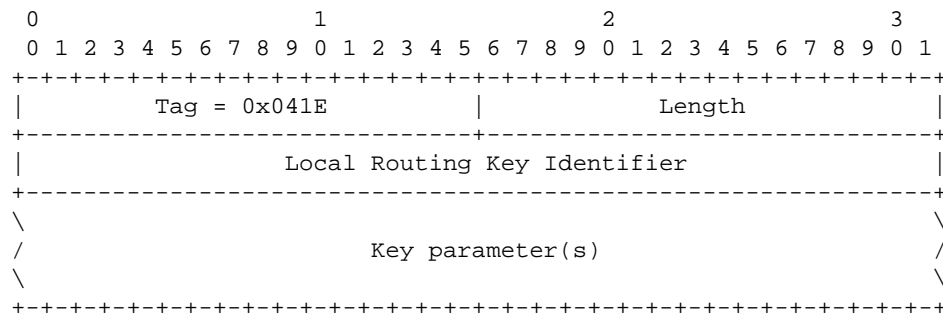 0                   1                   2                   3
 0 1 2 3 4 5 6 7 8 9 0 1 2 3 4 5 6 7 8 9 0 1 2 3 4 5 6 7 8 9 0 1
+-+-+-+-+-+-+-+-+-+-+-+-+-+-+-+-+-+-+-+-+-+-+-+-+-+-+-+-+-+-+-+-+
|         Tag = 0x041E          |            Length             |
+-------------------------------+-------------------------------+
|                  Local Routing Key Identifier                 |
+---------------------------------------------------------------+
\                                                               \
/                        Key parameter(s)                       /
\                                                               \
+-+-+-+-+-+-+-+-+-+-+-+-+-+-+-+-+-+-+-+-+-+-+-+-+-+-+-+-+-+-+-+-+